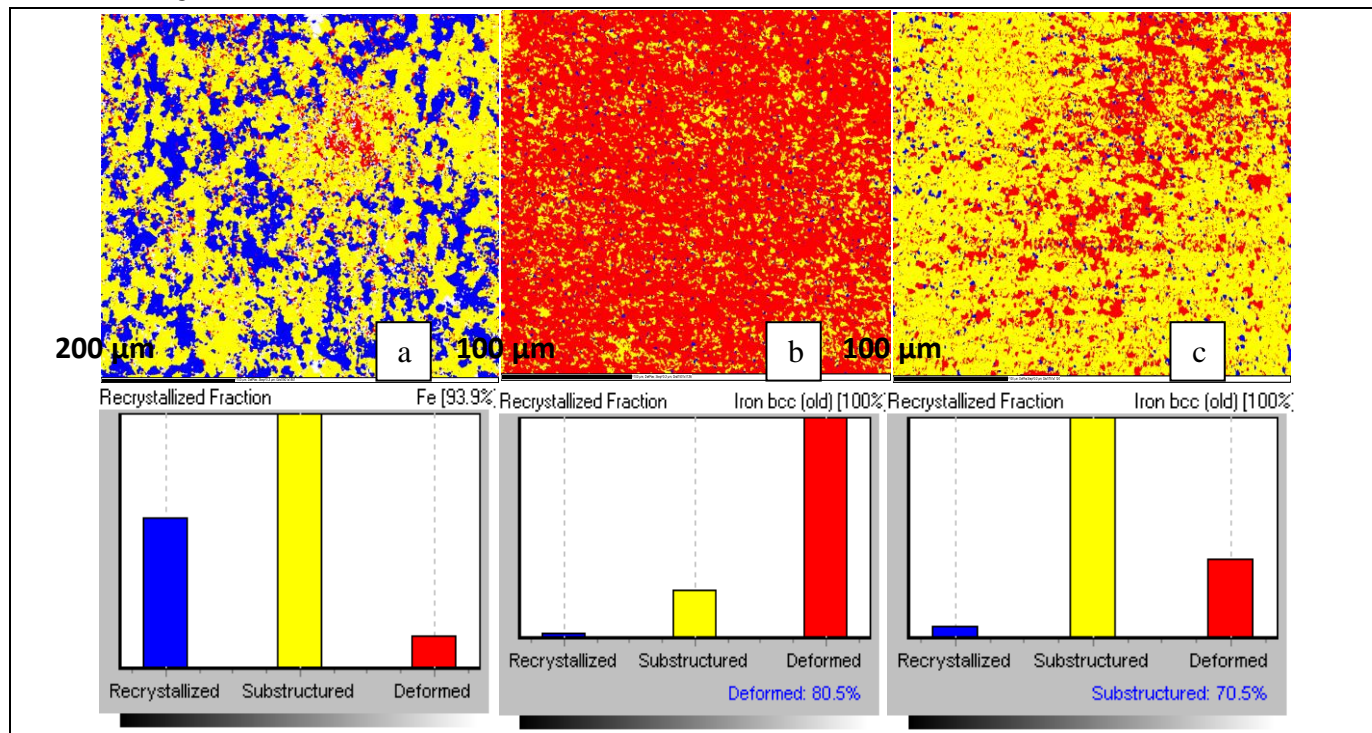 200 µm a 100 µm b 100 µm c
Recrystallized Fraction Fe [93.9%]
Recrystallized Substructured Deformed
Recrystallized Fraction Iron bcc (old) [100%]
Recrystallized Substructured Deformed
Deformed: 80.5%
Recrystallized Fraction Iron bcc (old) [100%]
Recrystallized Substructured Deformed
Substructured: 70.5%